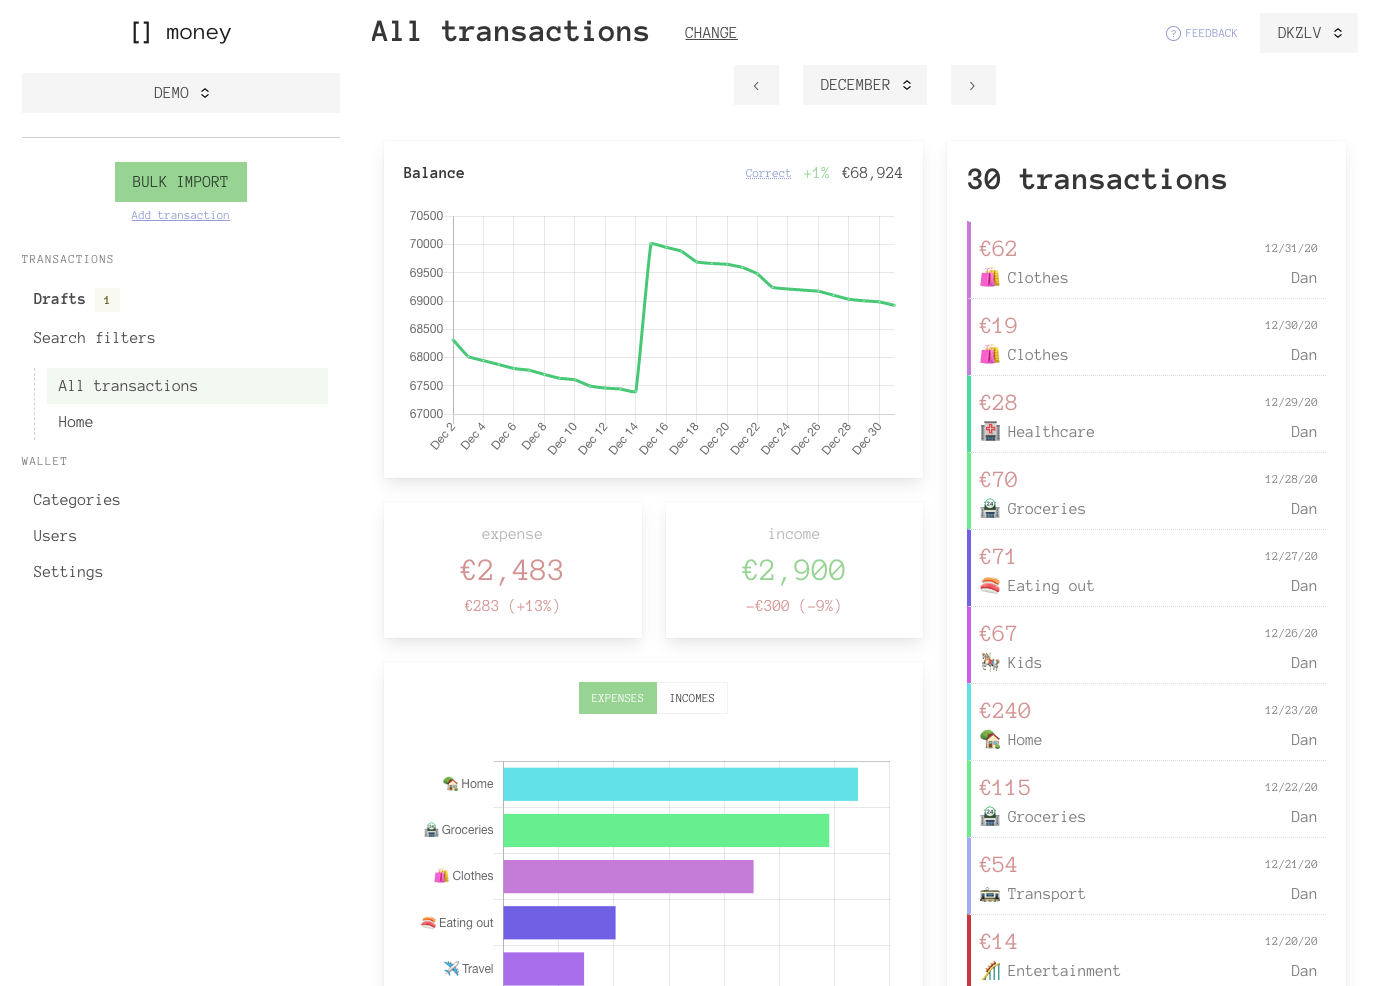 [] money
DEMO
BULK IMPORT
Add transaction
TRANSACTIONS
Drafts 1
Search filters
All transactions
Home
WALLET
Categories
Users
Settings
All transactions CHANGE
? FEEDBACK
DKZLV
‹ DECEMBER ›
Balance Correct +1% €68,924
70500
70000
69500
69000
68500
68000
67500
67000
Dec 2 Dec 4 Dec 6 Dec 8 Dec 10 Dec 12 Dec 14 Dec 16 Dec 18 Dec 20 Dec 22 Dec 24 Dec 26 Dec 28 Dec 30
expense
€2,483
€283 (+13%)
income
€2,900
-€300 (-9%)
EXPENSES INCOMES
Home
Groceries
Clothes
Eating out
Travel
30 transactions
€62 12/31/20
Clothes Dan
€19 12/30/20
Clothes Dan
€28 12/29/20
Healthcare Dan
€70 12/28/20
Groceries Dan
€71 12/27/20
Eating out Dan
€67 12/26/20
Kids Dan
€240 12/23/20
Home Dan
€115 12/22/20
Groceries Dan
€54 12/21/20
Transport Dan
€14 12/20/20
Entertainment Dan